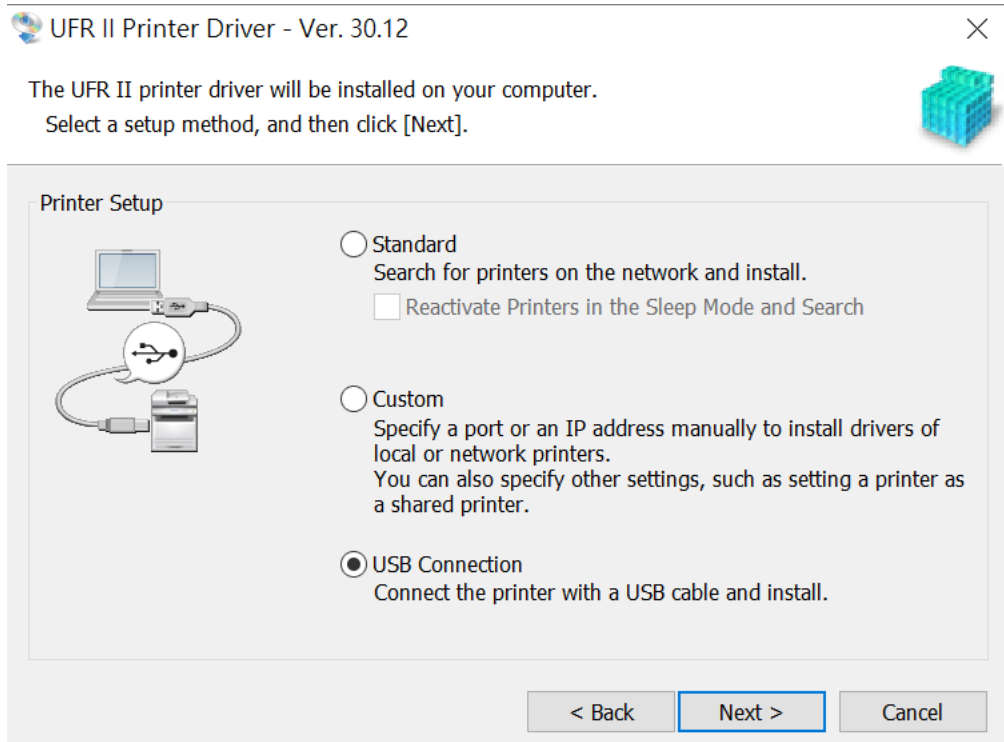 UFR II Printer Driver - Ver. 30.12
The UFR II printer driver will be installed on your computer.
Select a setup method, and then click [Next].
Printer Setup
Standard
Search for printers on the network and install.
Reactivate Printers in the Sleep Mode and Search
Custom
Specify a port or an IP address manually to install drivers of
local or network printers.
You can also specify other settings, such as setting a printer as
a shared printer.
USB Connection
Connect the printer with a USB cable and install.
< Back
Next >
Cancel